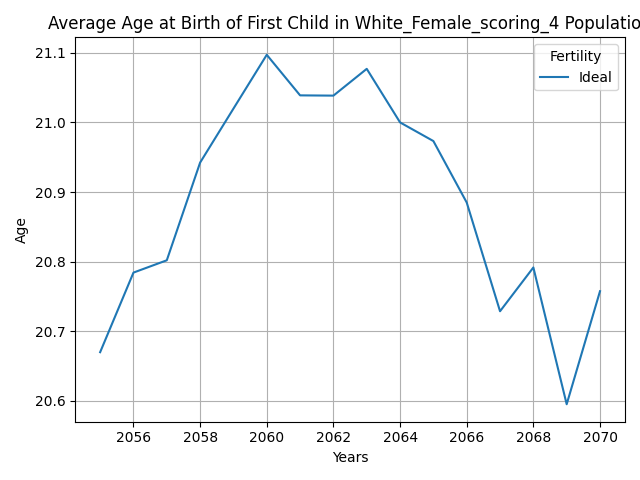 Average Age at Birth of First Child in White_Female_scoring_4 Populatio
Fertility
Ideal
21.1
21.0
20.9
20.8
20.7
20.6
Age
2056 2058 2060 2062 2064 2066 2068 2070
Years